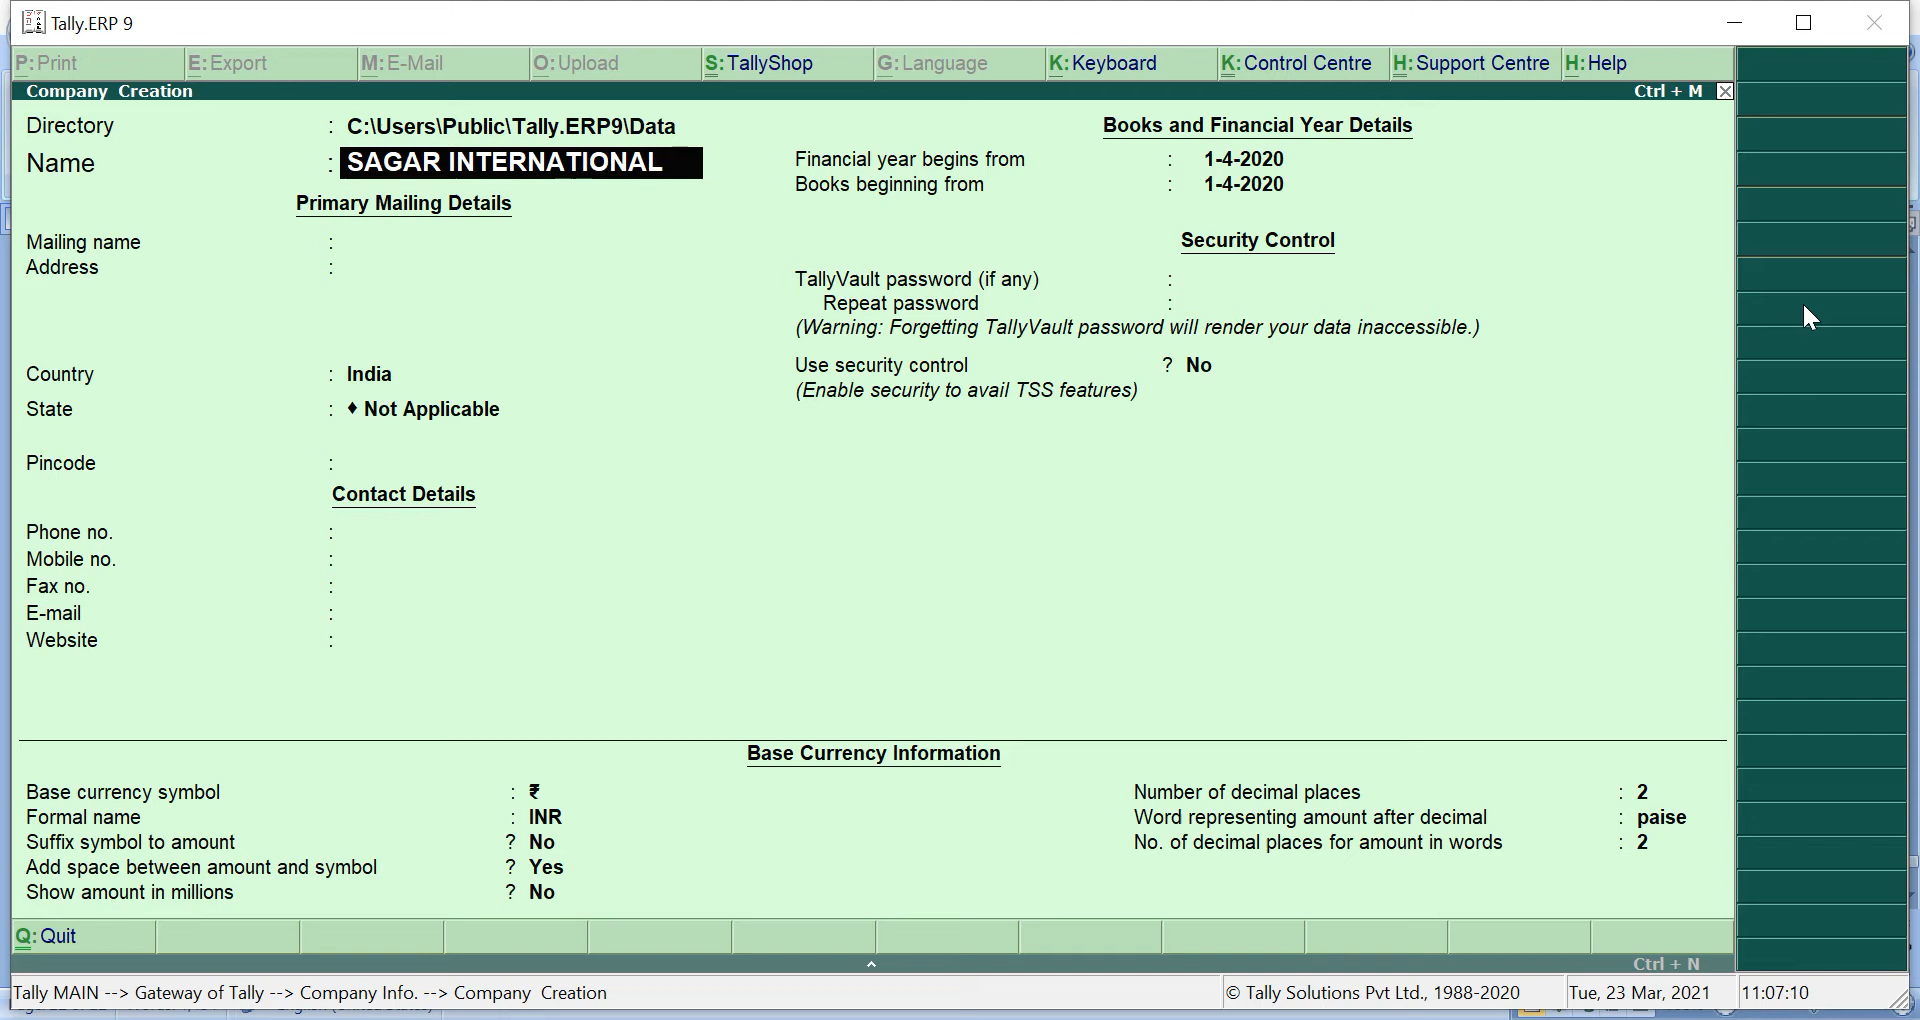 Tally.ERP 9
P: Print E: Export M: E-Mail O: Upload S: TallyShop G: Language K: Keyboard K: Control Centre H: Support Centre H: Help
Company Creation Ctrl + M
Directory : C:\Users\Public\Tally.ERP9\Data
Name : SAGAR INTERNATIONAL
Primary Mailing Details
Mailing name :
Address :
Country : India
State : ♦ Not Applicable
Pincode :
Contact Details
Phone no. :
Mobile no. :
Fax no. :
E-mail :
Website :
Books and Financial Year Details
Financial year begins from : 1-4-2020
Books beginning from : 1-4-2020
Security Control
TallyVault password (if any) :
Repeat password :
(Warning: Forgetting TallyVault password will render your data inaccessible.)
Use security control ? No
(Enable security to avail TSS features)
Base Currency Information
Base currency symbol : ₹
Formal name : INR
Suffix symbol to amount ? No
Add space between amount and symbol ? Yes
Show amount in millions ? No
Number of decimal places : 2
Word representing amount after decimal : paise
No. of decimal places for amount in words : 2
Q: Quit
Ctrl + N
Tally MAIN --> Gateway of Tally --> Company Info. --> Company Creation
© Tally Solutions Pvt Ltd., 1988-2020 Tue, 23 Mar, 2021 11:07:10